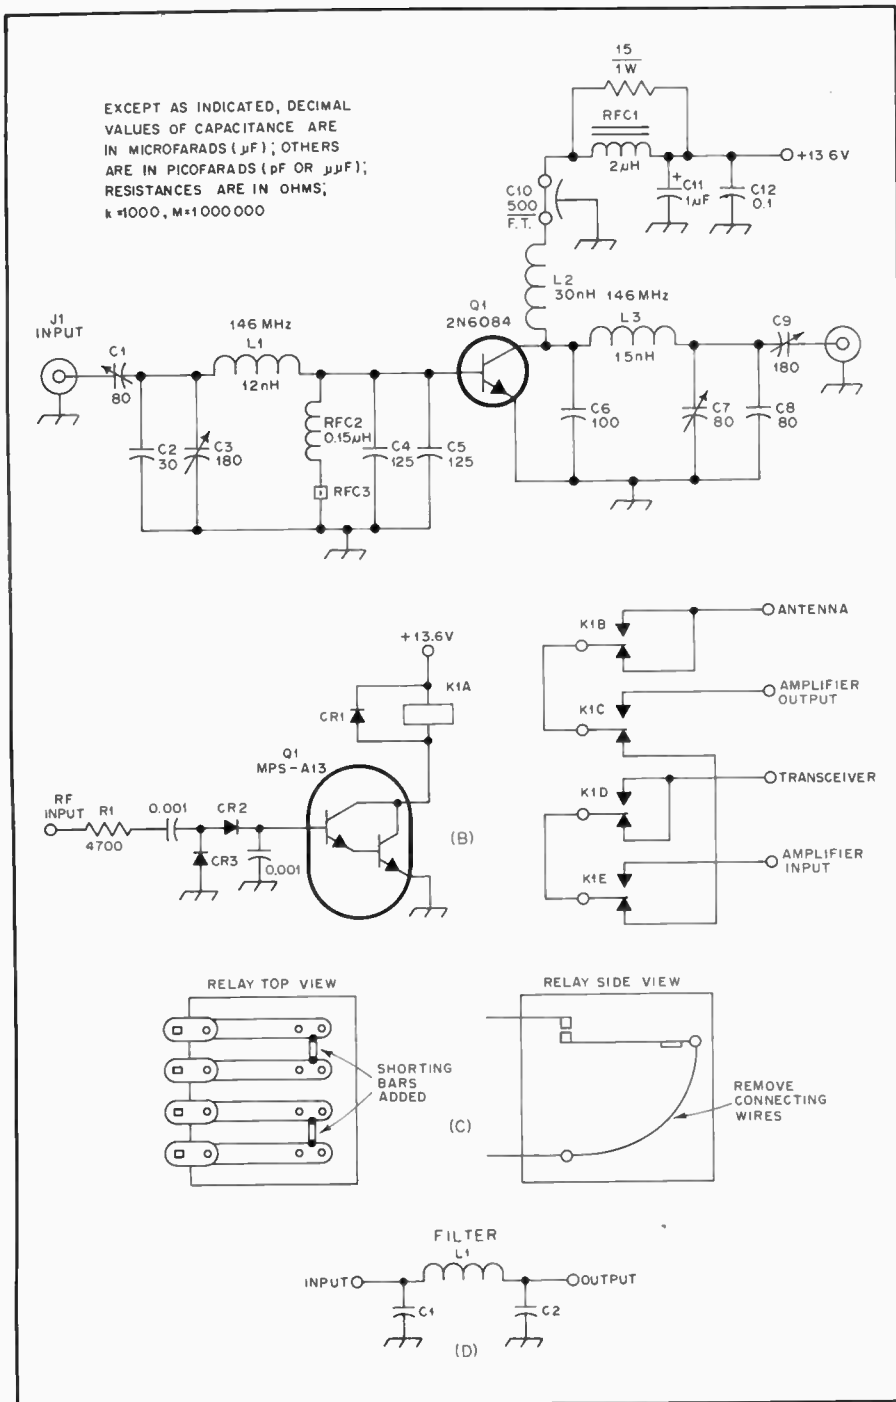 EXCEPT AS INDICATED, DECIMAL
VALUES OF CAPACITANCE ARE
IN MICROFARADS (µF); OTHERS
ARE IN PICOFARADS (pF OR µµF);
RESISTANCES ARE IN OHMS;
k=1000, M=1000000
15
1W
RFC1
2µH
+13.6V
C10
500
F.T.
+
C11
1µF
C12
0.1
L2
30nH
146MHz
Q1
2N6084
L3
15nH
C9
180
J1
INPUT
C1
80
146MHz
L1
12nH
C2
30
C3
180
RFC2
0.15µH
RFC3
C4
125
C5
125
C6
100
C7
80
C8
80
+13.6V
K1A
CR1
Q1
MPS-A13
RF
INPUT
R1
4700
0.001
CR2
CR3
0.001
(B)
K1B
ANTENNA
K1C
AMPLIFIER
OUTPUT
K1D
TRANSCEIVER
K1E
AMPLIFIER
INPUT
RELAY TOP VIEW
SHORTING
BARS
ADDED
(C)
RELAY SIDE VIEW
REMOVE
CONNECTING
WIRES
FILTER
L1
INPUT
OUTPUT
C1
C2
(D)